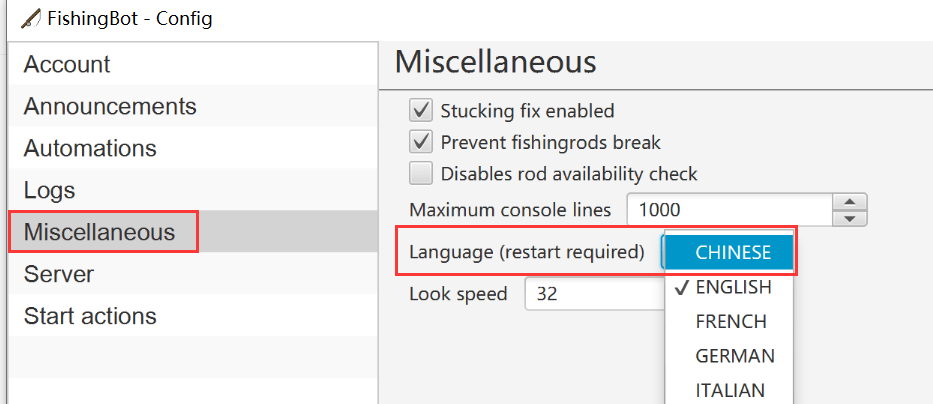 FishingBot - Config
Account
Announcements
Automations
Logs
Miscellaneous
Server
Start actions
Miscellaneous
Stucking fix enabled
Prevent fishingrods break
Disables rod availability check
Maximum console lines 1000
Language (restart required) CHINESE
ENGLISH
Look speed 32
FRENCH
GERMAN
ITALIAN